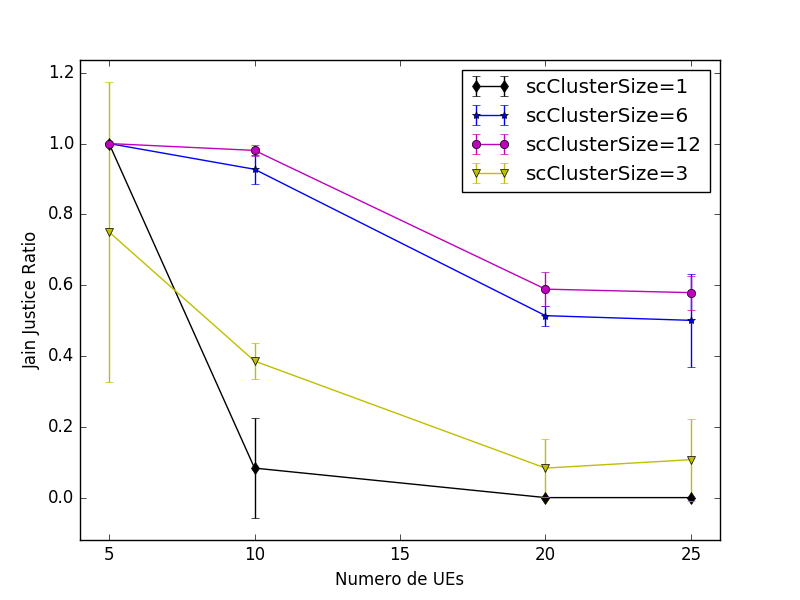 1.2
1.0
0.8
0.6
0.4
0.2
0.0
Jain Justice Ratio
scClusterSize=1
scClusterSize=6
scClusterSize=12
scClusterSize=3
5
10
15
20
25
Numero de UEs